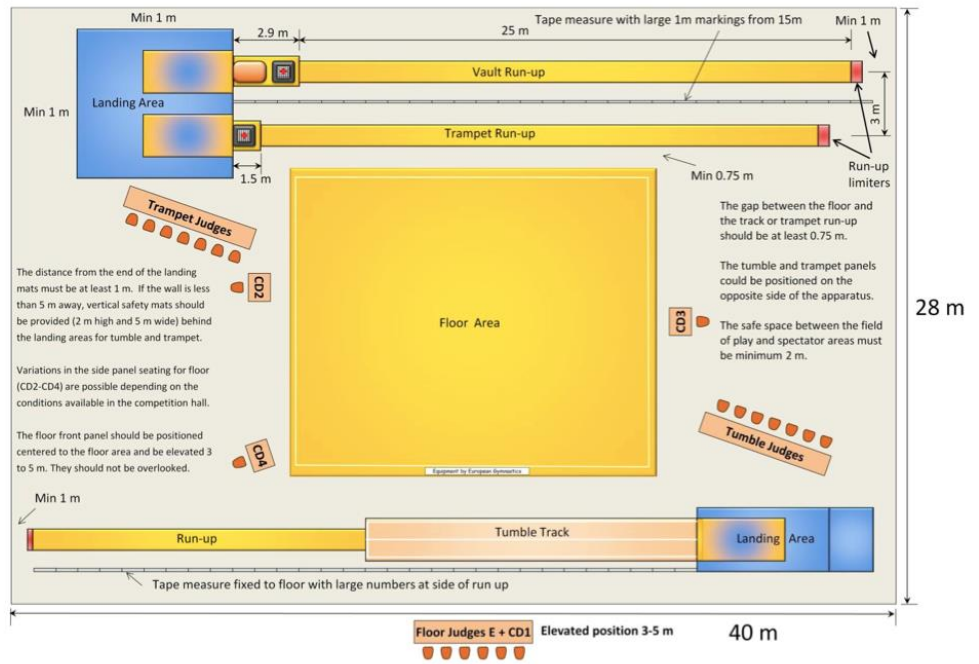 Min 1 m
2.9 m
25 m
Tape measure with large 1m markings from 15m
Min 1 m
Vault Run-up
Landing Area
Min 1 m
3 m
Trampet Run-up
1.5 m
Min 0.75 m
Run-up
limiters
Trampet Judges
The gap between the floor and
the track or trampet run-up
should be at least 0.75 m.
The distance from the end of the landing
mats must be at least 1 m. If the wall is less
than 5 m away, vertical safety mats should
be provided (2 m high and 5 m wide) behind
the landing areas for tumble and trampet.
CD2
The tumble and trampet panels
could be positioned on the
opposite side of the apparatus.
28 m
Floor Area
CD3
The safe space between the field
of play and spectator areas must
be minimum 2 m.
Variations in the side panel seating for floor
(CD2-CD4) are possible depending on the
conditions available in the competition hall.
The floor front panel should be positioned
centered to the floor area and be elevated 3
to 5 m. They should not be overlooked.
CD4
Tumble Judges
Equipment by European Gymnastics
Min 1 m
Run-up
Tumble Track
Landing Area
Tape measure fixed to floor with large numbers at side of run up
Floor Judges E + CD1
Elevated position 3-5 m
40 m